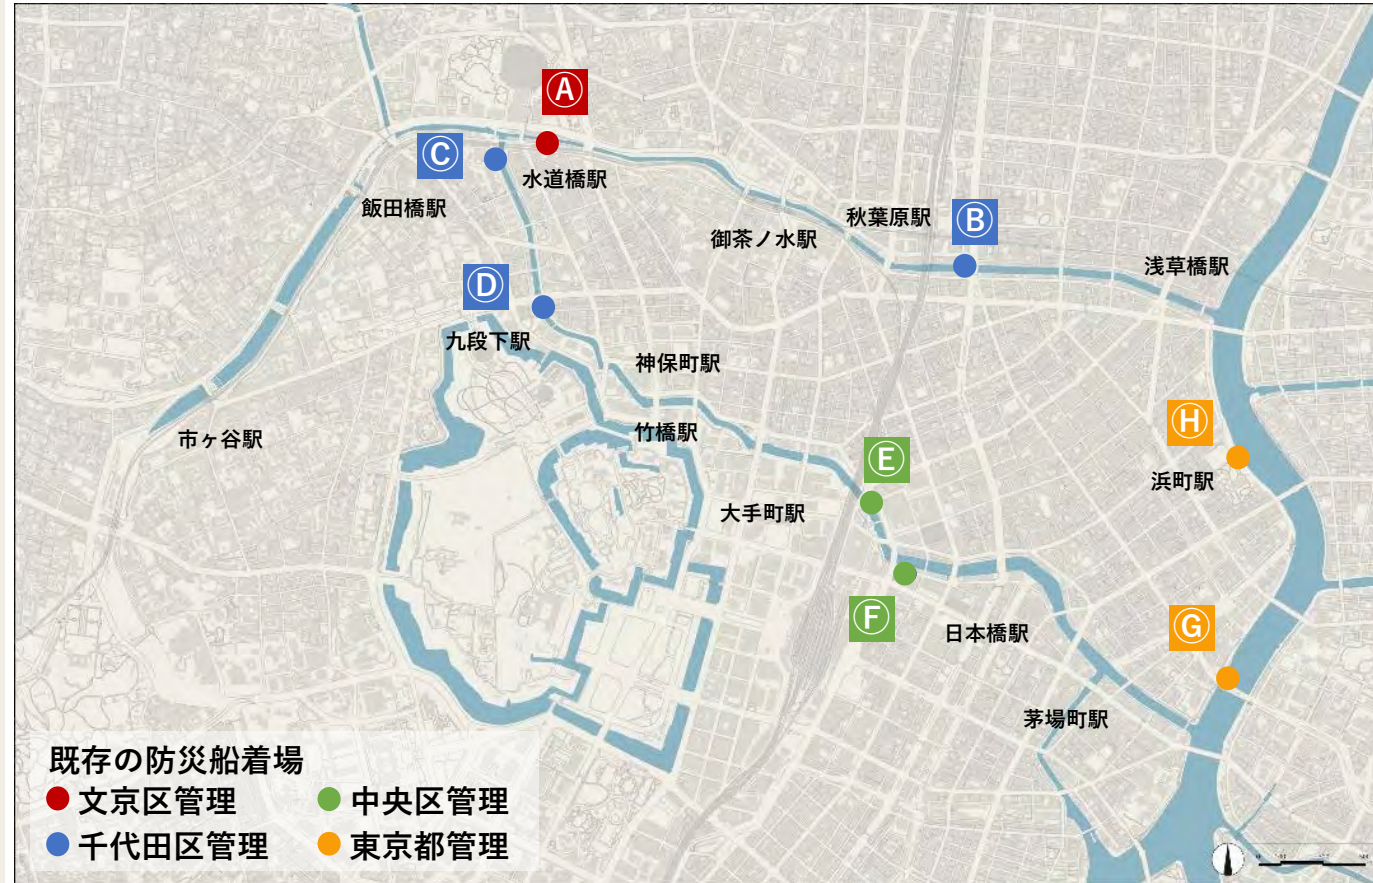 Ⓐ
Ⓒ
水道橋駅
飯田橋駅
秋葉原駅
Ⓑ
御茶ノ水駅
浅草橋駅
Ⓓ
九段下駅
神保町駅
Ⓗ
市ヶ谷駅
竹橋駅
Ⓔ
浜町駅
大手町駅
Ⓕ
日本橋駅
Ⓖ
茅場町駅
既存の防災船着場
文京区管理
中央区管理
千代田区管理
東京都管理